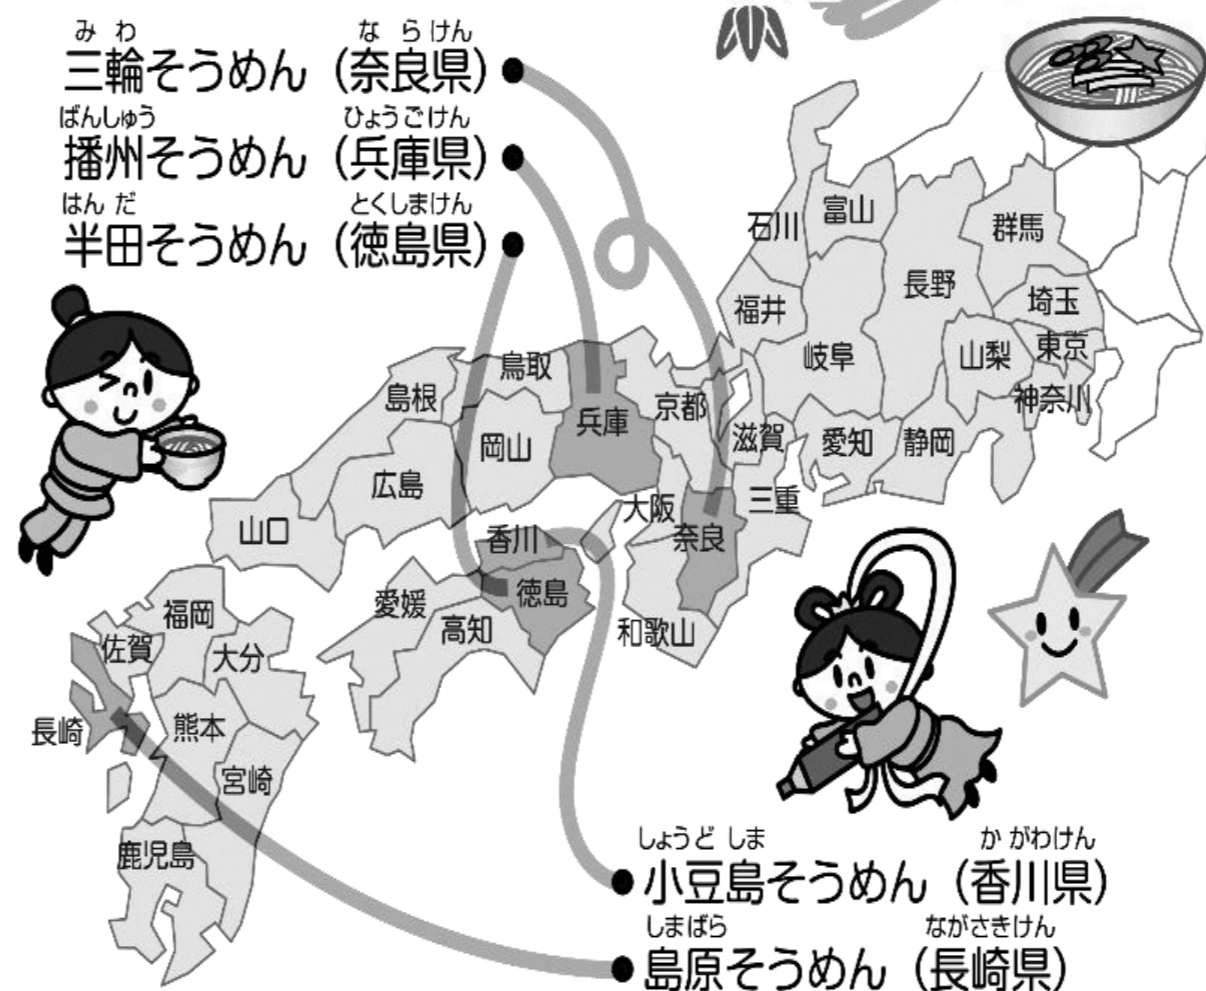 みわ ならけん
三輪そうめん（奈良県）
ばんしゅう ひょうごけん
播州そうめん（兵庫県）
はんだ とくしまけん
半田そうめん（徳島県）
石川
富山
群馬
長野
福井
埼玉
岐阜
山梨
東京
神奈川
鳥取
島根
京都
兵庫
滋賀
愛知
静岡
岡山
広島
大阪
三重
山口
香川
奈良
徳島
愛媛
高知
和歌山
福岡
佐賀
大分
長崎
熊本
宮崎
鹿児島
しょうどしま かがわけん
小豆島そうめん（香川県）
しまばら ながさきけん
島原そうめん（長崎県）